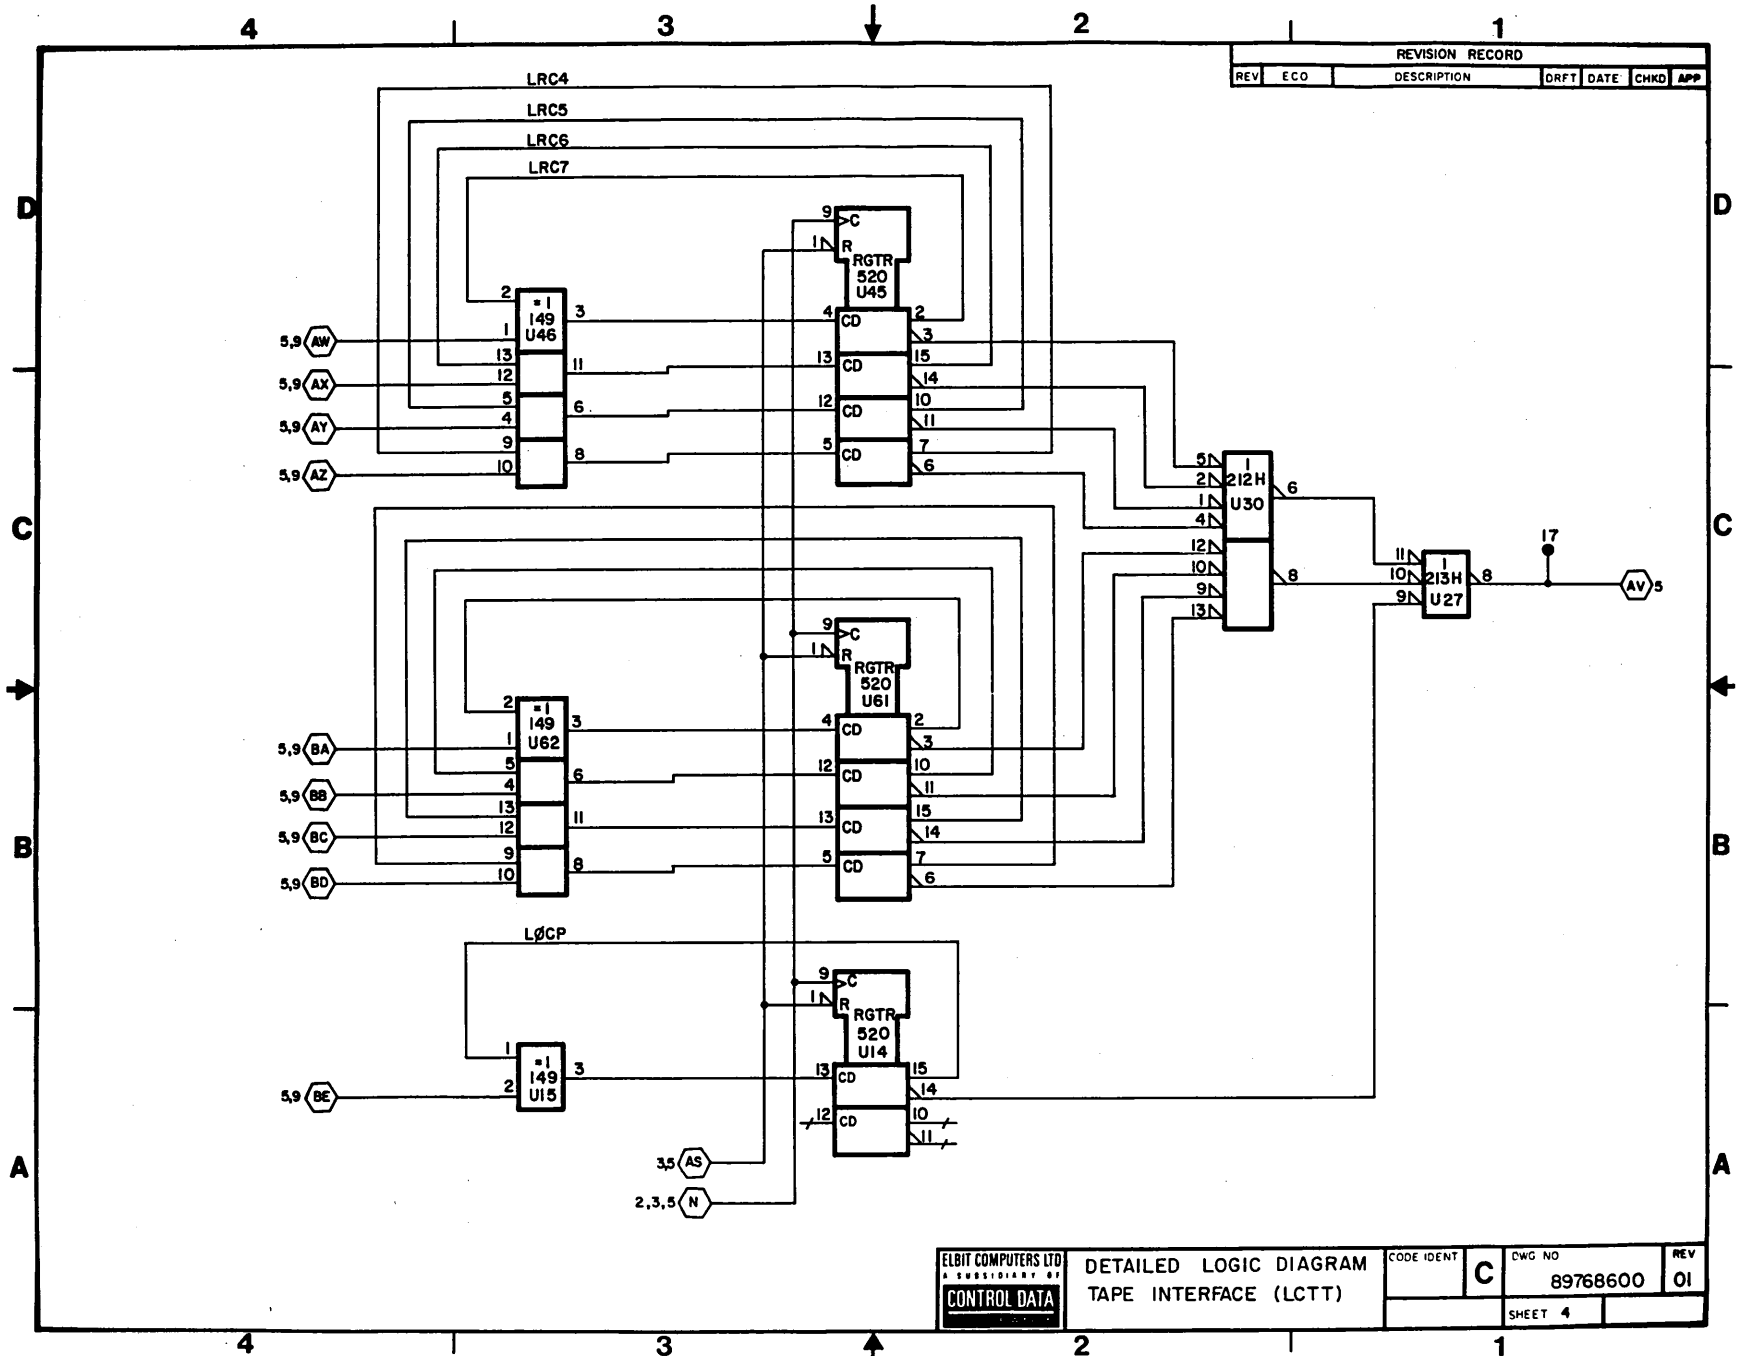 4 3 2 1
REVISION RECORD
REV ECO DESCRIPTION DRFT DATE CHKD APP
LRC4
LRC5
LRC6
LRC7
D D
9 C
1 R
RGTR
520
U45
2 =1 3 4 CD 2
149
U46
5,9 AW 1 3
13 11 13 CD 15
5,9 AX 12 14
5 6 12 CD 10
5,9 AY 4 11
9 8 5 CD 7
5,9 AZ 10 6
5 1 6
2 212H
1 U30
4
C C
12 8
10
9
13
11 1 8 17
10 213H AV 5
9 U27
9 C
1 R
RGTR
520
U61
2 =1 3 4 CD 2
149
U62
5,9 BA 1 3
5 6 12 CD 10
5,9 BB 4 11
13 11 13 CD 15
5,9 BC 12 14
B B
9 8 5 CD 7
5,9 BD 10 6
LØCP
9 C
1 R
RGTR
520
U14
1 =1 3 13 CD 15
149
U15
5,9 BE 2 14
12 CD 10
11
A A
3,5 AS
2,3,5 N
ELBIT COMPUTERS LTD
A SUBSIDIARY OF
CONTROL DATA
DETAILED LOGIC DIAGRAM
TAPE INTERFACE (LCTT)
CODE IDENT C DWG NO 89768600 REV 01
SHEET 4
4 3 2 1